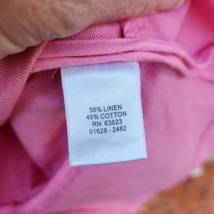 55% LINEN
45% COTTON
RN 63823
01628 - 2482